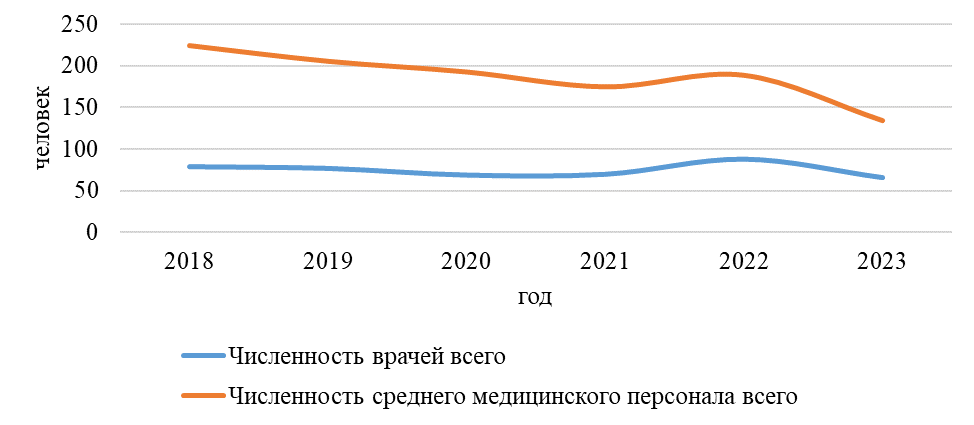 250
200
150
100
50
0
человек
2018 2019 2020 2021 2022 2023
год
Численность врачей всего
Численность среднего медицинского персонала всего